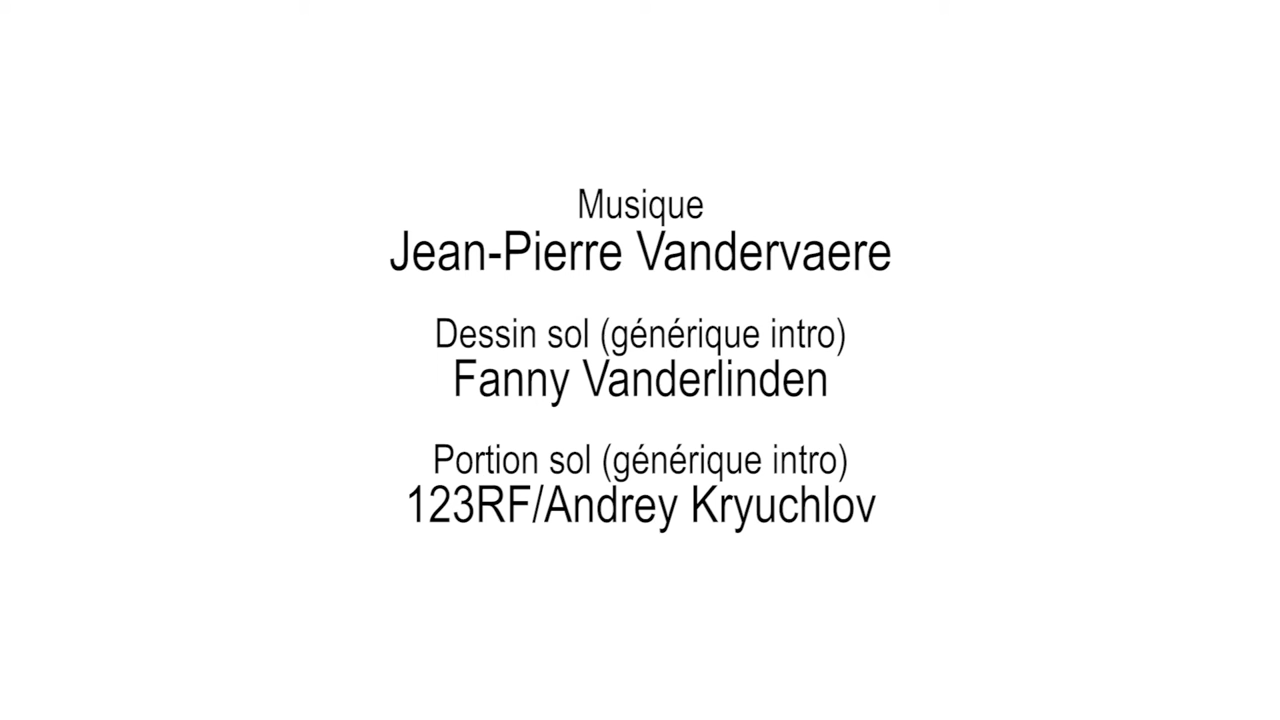 Musique
Jean-Pierre Vandervaere
Dessin sol (générique intro)
Fanny Vanderlinden
Portion sol (générique intro)
123RF/Andrey Kryuchlov